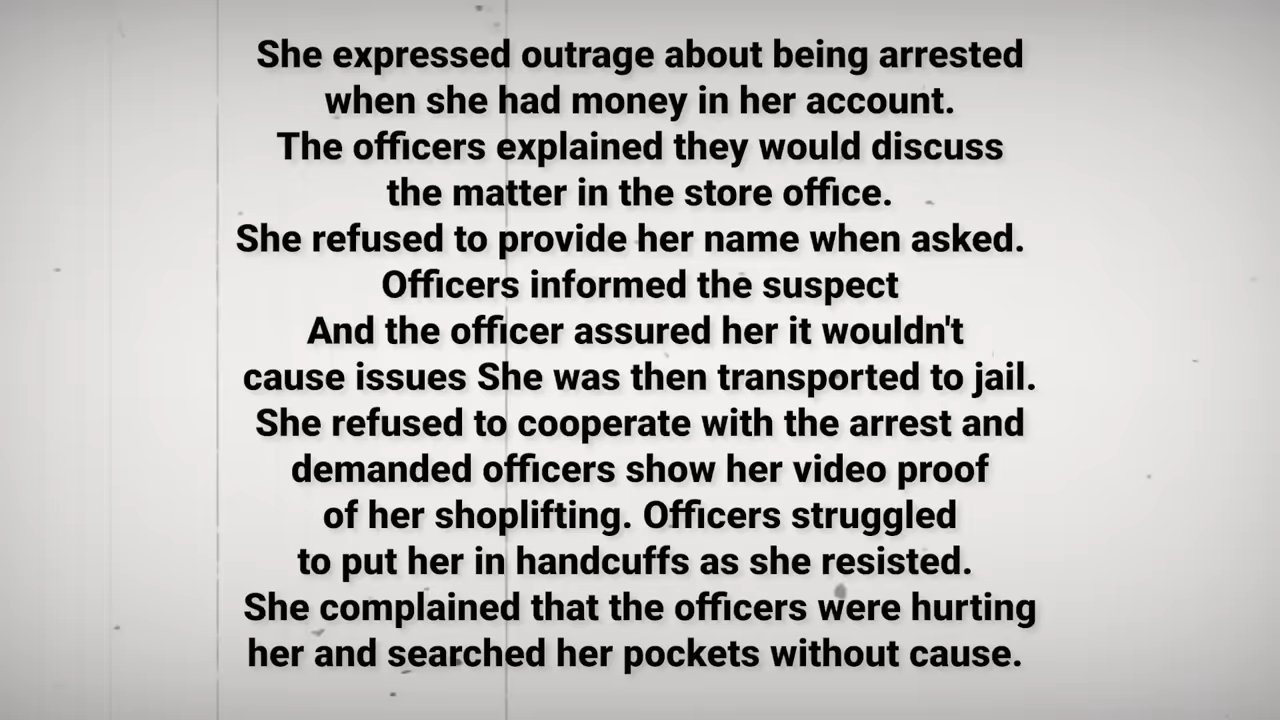 She expressed outrage about being arrested
when she had money in her account.
The officers explained they would discuss
the matter in the store office.
She refused to provide her name when asked.
Officers informed the suspect
And the officer assured her it wouldn't
cause issues She was then transported to jail.
She refused to cooperate with the arrest and
demanded officers show her video proof
of her shoplifting. Officers struggled
to put her in handcuffs as she resisted.
She complained that the officers were hurting
her and searched her pockets without cause.